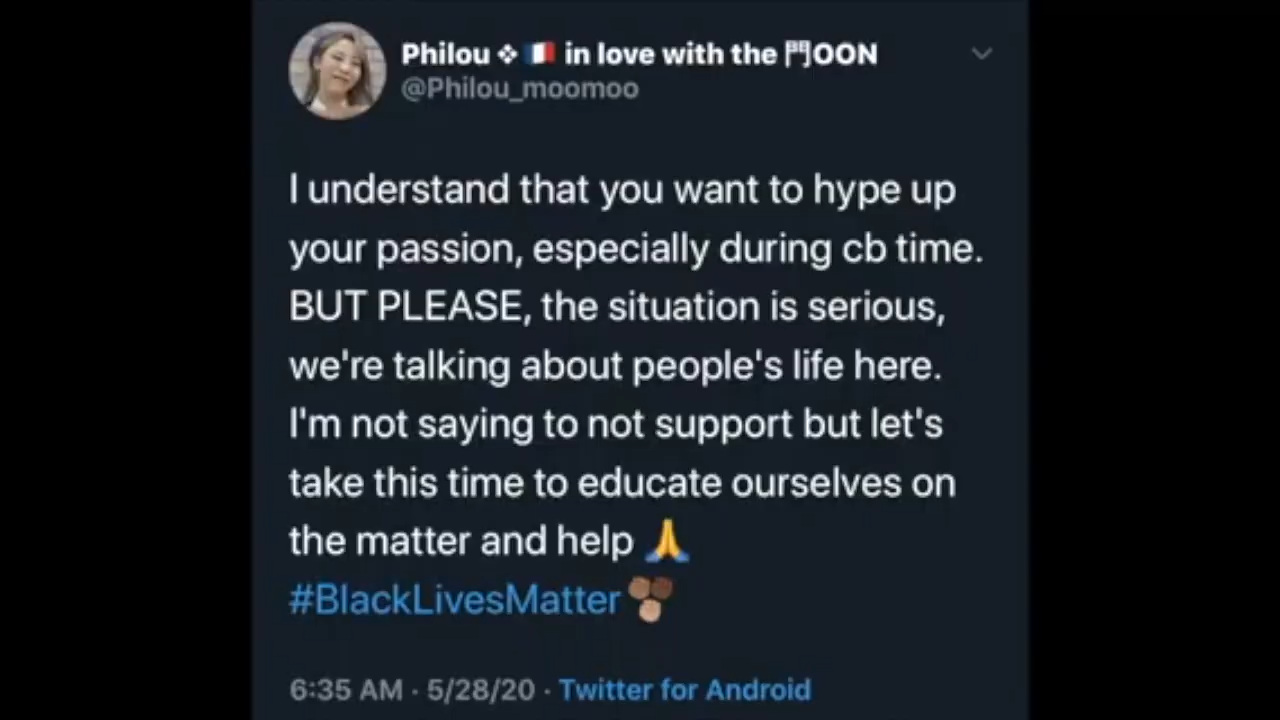 Philou ❖ 🇫🇷 in love with the 門OON
@Philou_moomoo
I understand that you want to hype up
your passion, especially during cb time.
BUT PLEASE, the situation is serious,
we're talking about people's life here.
I'm not saying to not support but let's
take this time to educate ourselves on
the matter and help 🙏
#BlackLivesMatter
6:35 AM · 5/28/20 · Twitter for Android